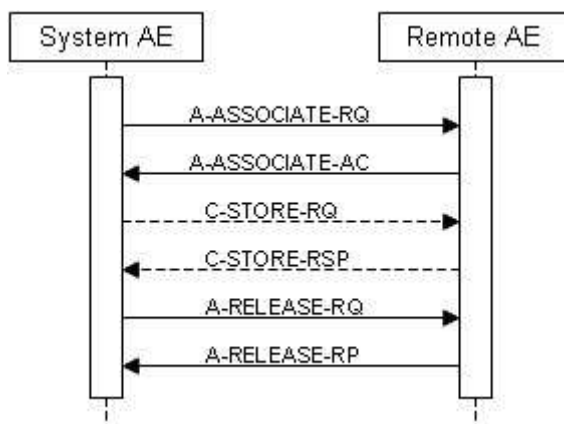 System AE
Remote AE
A-ASSOCIATE-RQ
A-ASSOCIATE-AC
C-STORE-RQ
C-STORE-RSP
A-RELEASE-RQ
A-RELEASE-RP